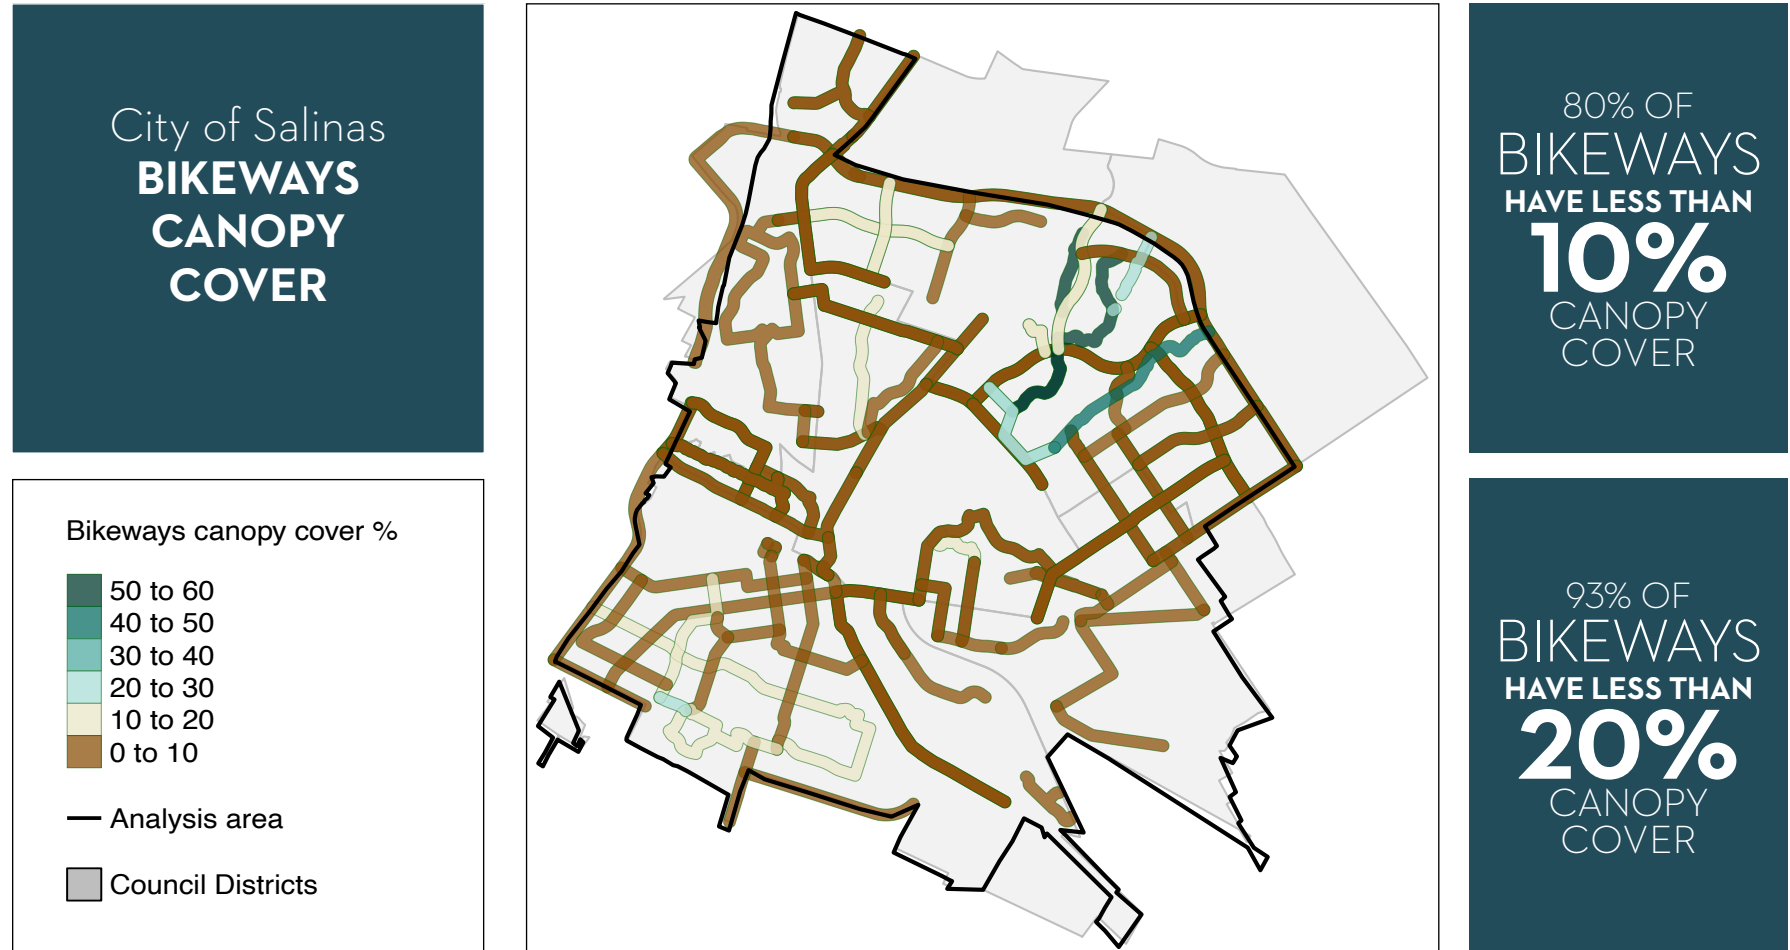 City of Salinas
BIKEWAYS
CANOPY
COVER
Bikeways canopy cover %
50 to 60
40 to 50
30 to 40
20 to 30
10 to 20
0 to 10
Analysis area
Council Districts
80% OF
BIKEWAYS
HAVE LESS THAN
10%
CANOPY
COVER
93% OF
BIKEWAYS
HAVE LESS THAN
20%
CANOPY
COVER